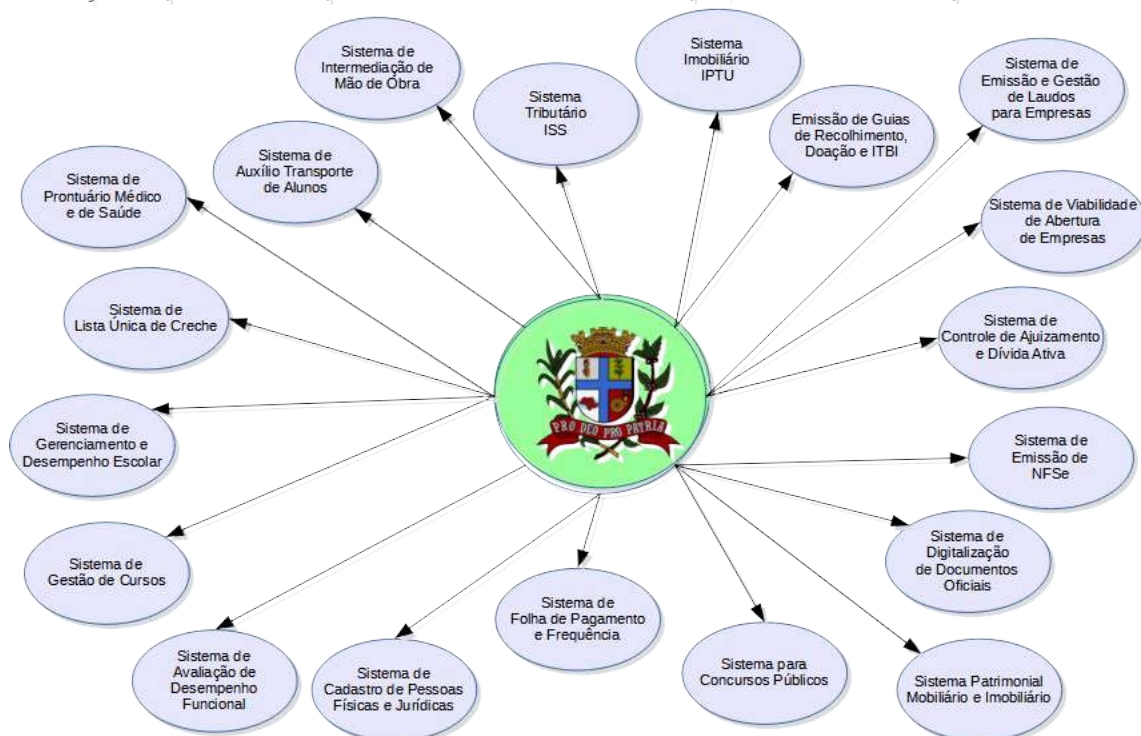 Sistema de
Intermediação de
Mão de Obra
Sistema
Tributário
ISS
Sistema
Imobiliário
IPTU
Emissão de Guias
de Recolhimento,
Doação e ITBI
Sistema de
Emissão e Gestão
de Laudos
para Empresas
Sistema de
Auxílio Transporte
de Alunos
Sistema de
Prontuário Médico
e de Saúde
Sistema de Viabilidade
de Abertura
de Empresas
Sistema de
Lista Única de Creche
Sistema de
Controle de Ajuizamento
e Dívida Ativa
PRO DEO PRO PATRIA
Sistema de
Gerenciamento e
Desempenho Escolar
Sistema de
Emissão de
NFSe
Sistema de
Gestão de Cursos
Sistema de
Digitalização
de Documentos
Oficiais
Sistema de
Folha de Pagamento
e Frequência
Sistema de
Avaliação de
Desempenho
Funcional
Sistema de
Cadastro de Pessoas
Físicas e Jurídicas
Sistema para
Concursos Públicos
Sistema Patrimonial
Mobiliário e Imobiliário